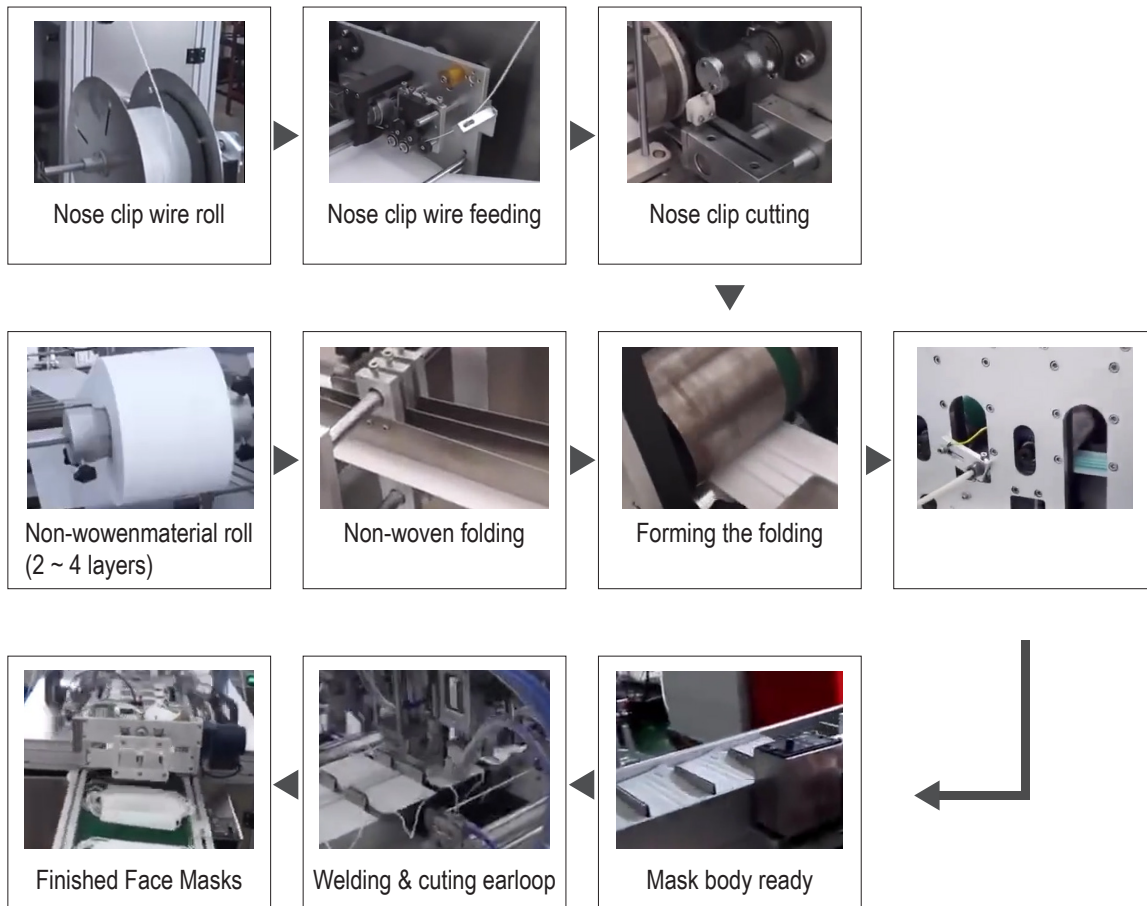 Nose clip wire roll
Nose clip wire feeding
Nose clip cutting
Non-wowenmaterial roll
(2 ~ 4 layers)
Non-woven folding
Forming the folding
Finished Face Masks
Welding & cuting earloop
Mask body ready